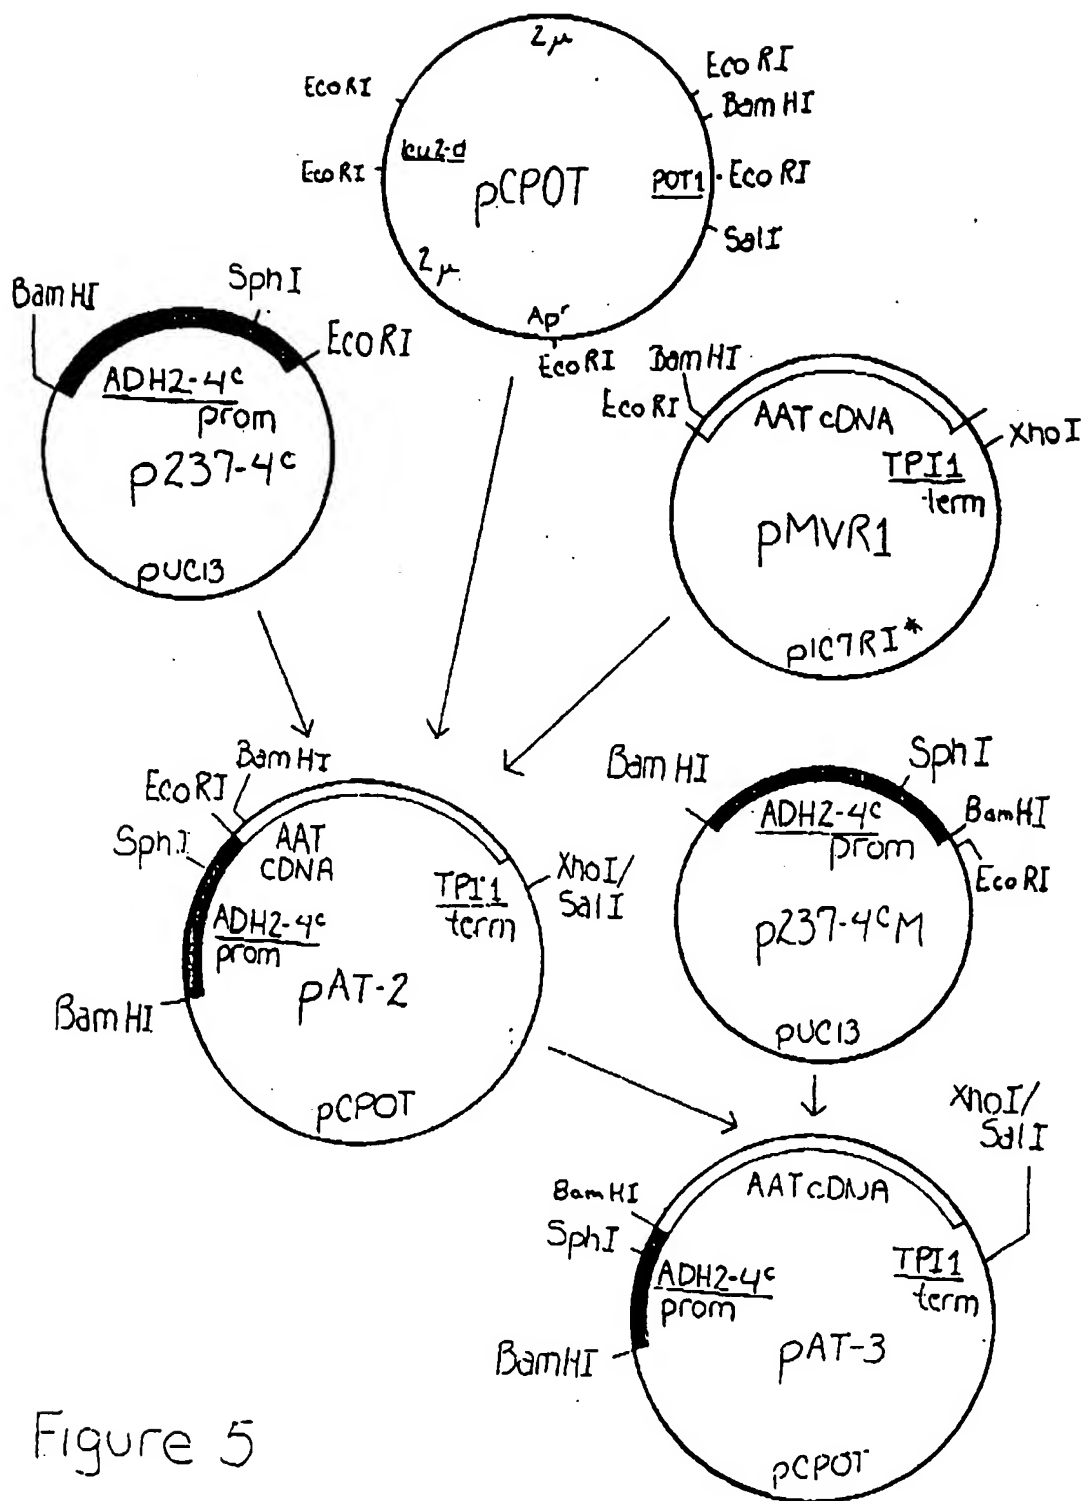 2µ
EcoRI
EcoRI
BamHI
leu2-d
EcoRI
pCPOT
POT1
EcoRI
SalI
2µ
Apr
EcoRI
BamHI
SphI
EcoRI
ADH2-4c
prom
p237-4c
pUC13
BamHI
EcoRI
AAT cDNA
XhoI
TPI1
term
pMVR1
pIC7RI*
BamHI
EcoRI
SphI
AAT
cDNA
XhoI/
SalI
TPI1
term
ADH2-4c
prom
pAT-2
BamHI
pCPOT
BamHI
SphI
ADH2-4c
prom
BamHI
EcoRI
p237-4cM
pUC13
XhoI/
SalI
BamHI
SphI
AAT cDNA
ADH2-4c
prom
TPI1
term
BamHI
pAT-3
pCPOT
Figure 5